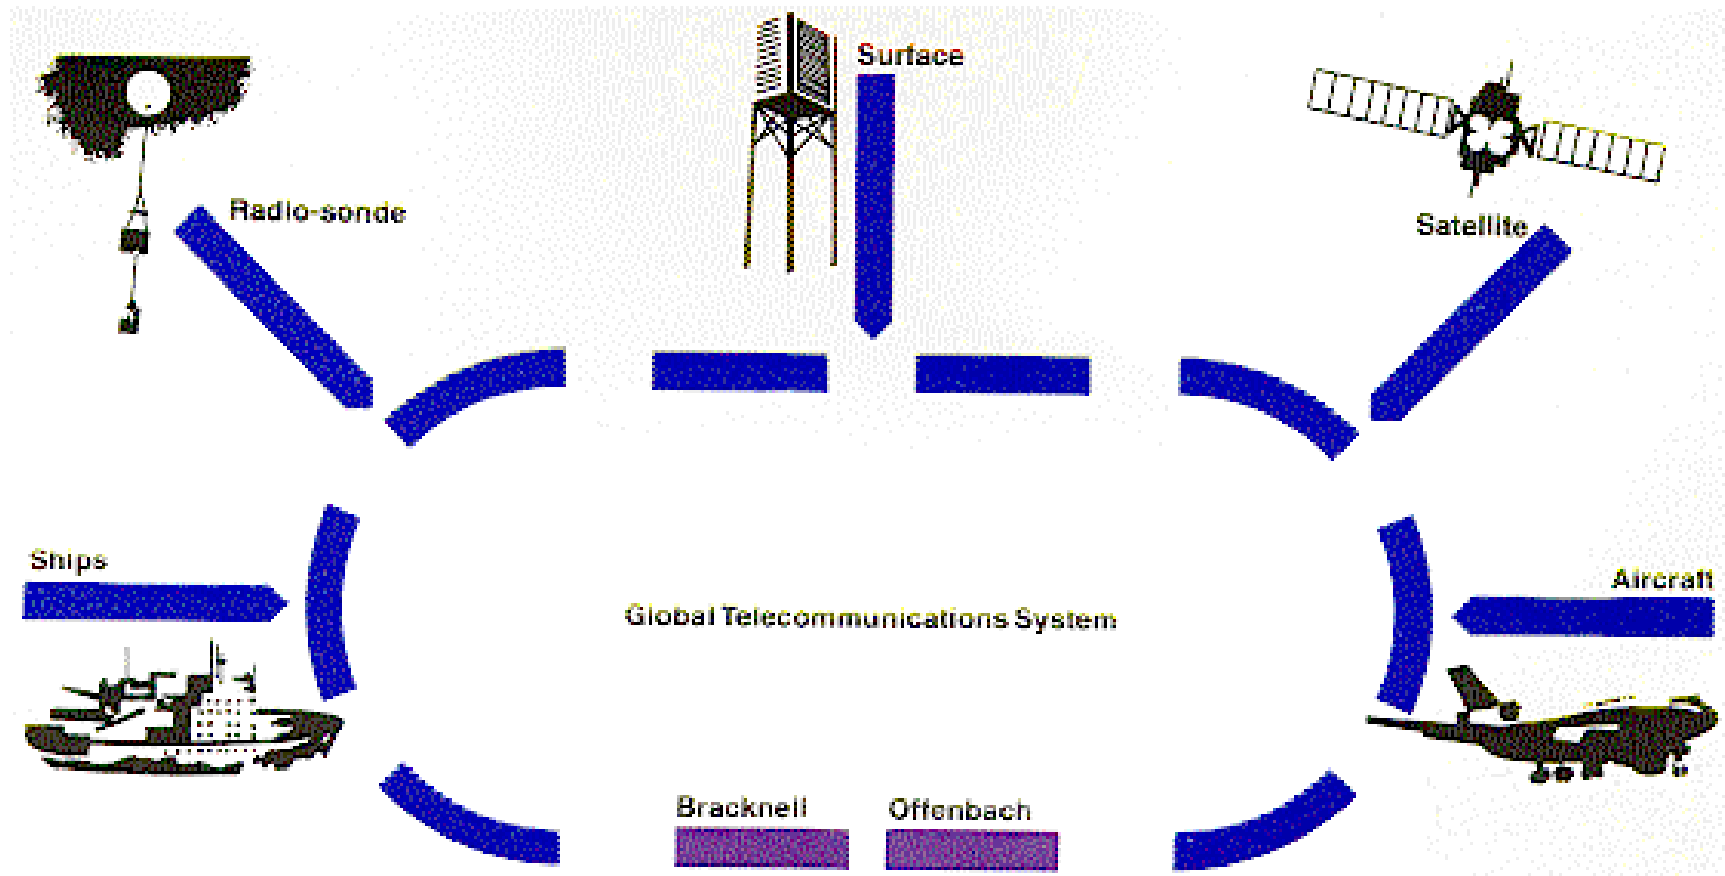 Surface
Radio-sonde
Satellite
Ships
Aircraft
Global Telecommunications System
Bracknell
Offenbach